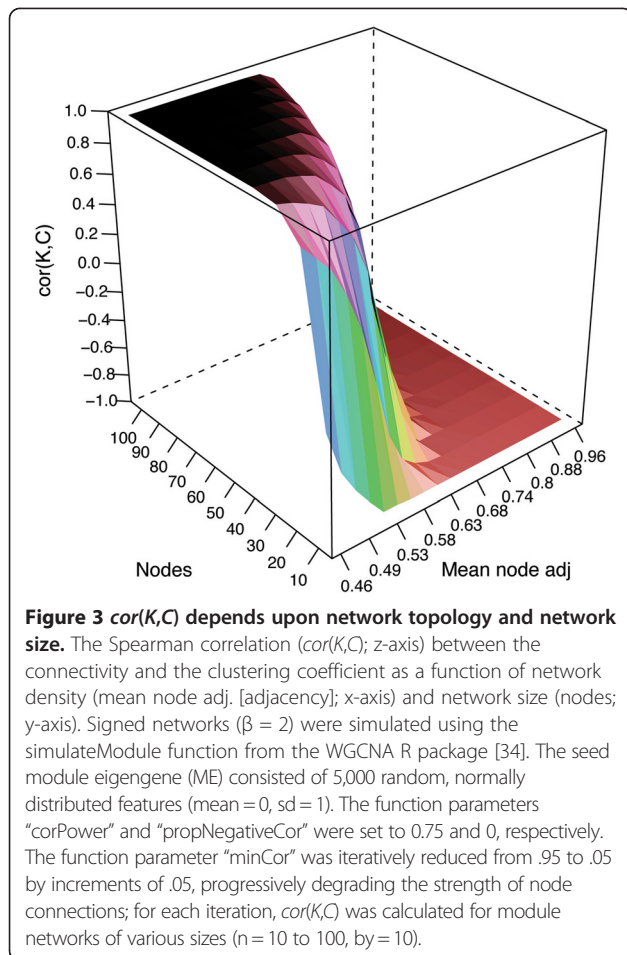 1.0
0.8
0.6
0.4
0.2
0.0
−0.2
−0.4
−0.6
−0.8
−1.0
cor(K,C)
100
90
80
70
60
50
40
30
20
10
Nodes
0.46
0.49
0.53
0.58
0.63
0.68
0.74
0.8
0.88
0.96
Mean node adj
Figure 3 cor(K,C) depends upon network topology and network
size. The Spearman correlation (cor(K,C); z-axis) between the
connectivity and the clustering coefficient as a function of network
density (mean node adj. [adjacency]; x-axis) and network size (nodes;
y-axis). Signed networks (β = 2) were simulated using the
simulateModule function from the WGCNA R package [34]. The seed
module eigengene (ME) consisted of 5,000 random, normally
distributed features (mean = 0, sd = 1). The function parameters
“corPower” and “propNegativeCor” were set to 0.75 and 0, respectively.
The function parameter “minCor” was iteratively reduced from .95 to .05
by increments of .05, progressively degrading the strength of node
connections; for each iteration, cor(K,C) was calculated for module
networks of various sizes (n = 10 to 100, by = 10).